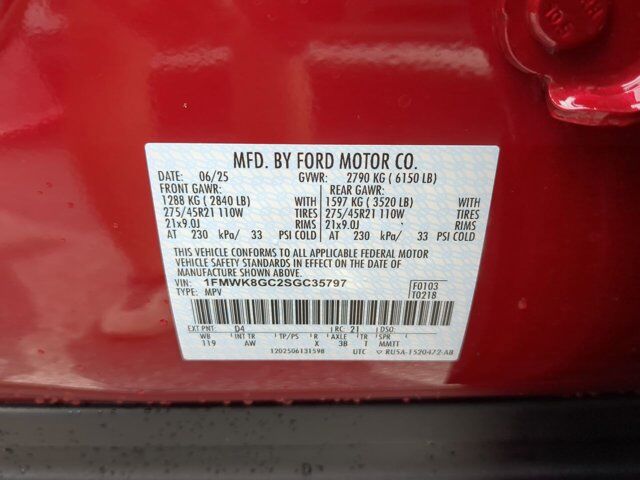 MFD. BY FORD MOTOR CO.
DATE: 06/25 GVWR: 2790 KG ( 6150 LB)
FRONT GAWR: REAR GAWR:
1288 KG ( 2840 LB) 1597 KG ( 3520 LB)
275/45R21 110W TIRES 275/45R21 110W TIRES
21x9.0J RIMS 21x9.0J RIMS
AT 230 kPa/ 33 PSI COLD AT 230 kPa/ 33 PSI COLD
THIS VEHICLE CONFORMS TO ALL APPLICABLE FEDERAL MOTOR
VEHICLE SAFETY STANDARDS IN EFFECT ON THE DATE OF
MANUFACTURE SHOWN ABOVE.
VIN: 1FMWK8GC2SGC35797 F0103
TYPE: MPV T0218
EXT PNT: D4 RC: 21 DSO:
WB INT TR TP/PS R AXLE TR SPR
119 AW X 3B T MMTT
1202506131598 UTC RU5A-1520472-AB